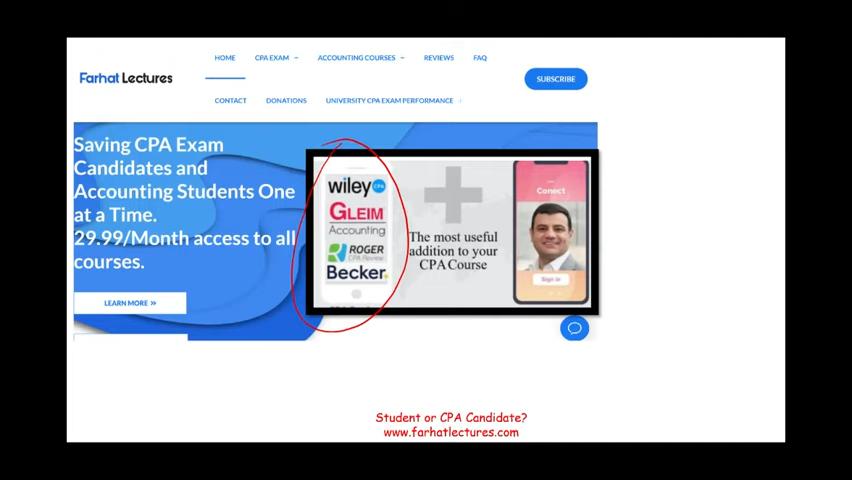 HOME
CPA EXAM
ACCOUNTING COURSES
REVIEWS
FAQ
Farhat Lectures
SUBSCRIBE
CONTACT
DONATIONS
UNIVERSITY CPA EXAM PERFORMANCE
Saving CPA Exam
Candidates and
Accounting Students One
at a Time.
29.99/Month access to all
courses.
LEARN MORE »
wiley CPA
GLEIM
Accounting
ROGER
CPA Review
Becker.
The most useful
addition to your
CPA Course
Conect
Sign in
Student or CPA Candidate?
www.farhatlectures.com